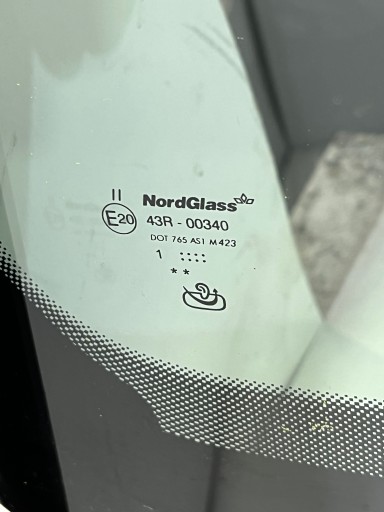 II NordGlass
E20 43R - 00340
DOT 765 AS1 M423
1 ::::
**